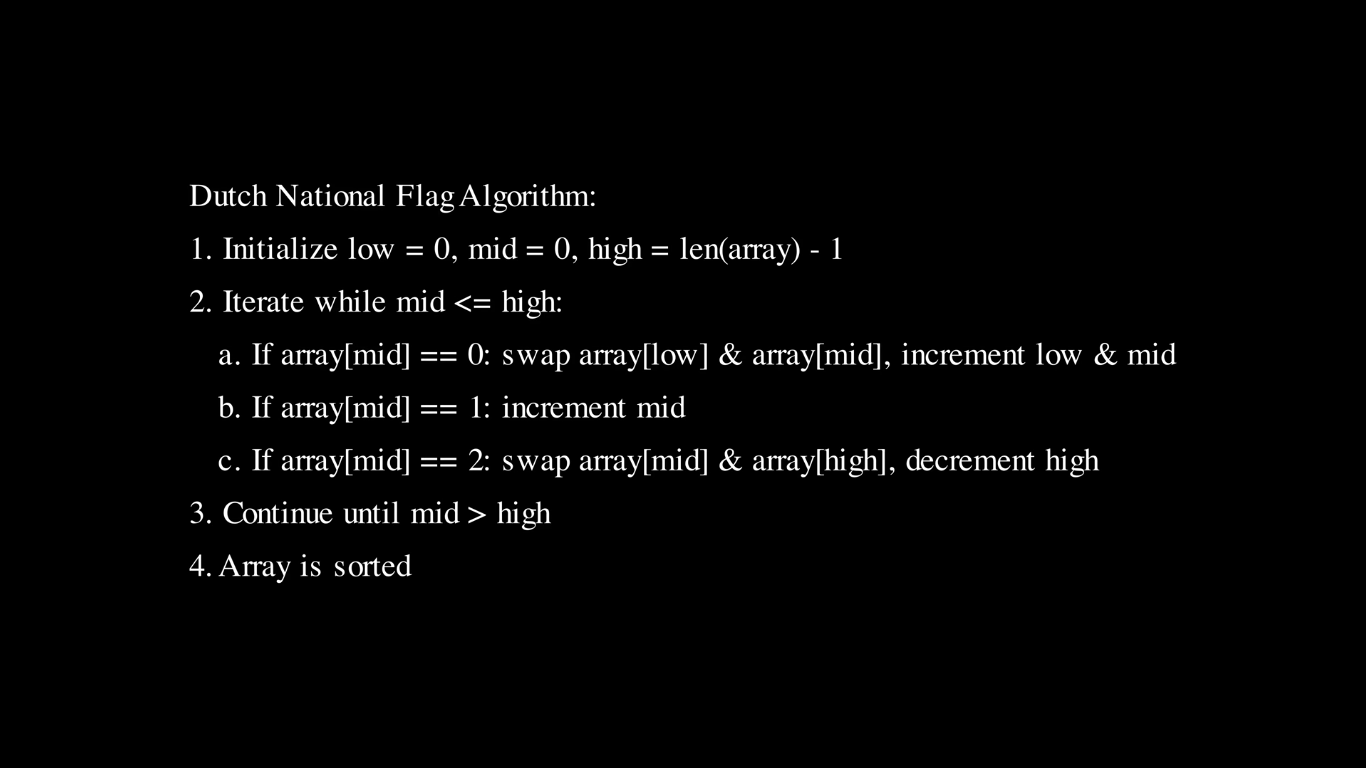 Dutch National Flag Algorithm:
1. Initialize low = 0, mid = 0, high = len(array) - 1
2. Iterate while mid <= high:
a. If array[mid] == 0: swap array[low] & array[mid], increment low & mid
b. If array[mid] == 1: increment mid
c. If array[mid] == 2: swap array[mid] & array[high], decrement high
3. Continue until mid > high
4. Array is sorted